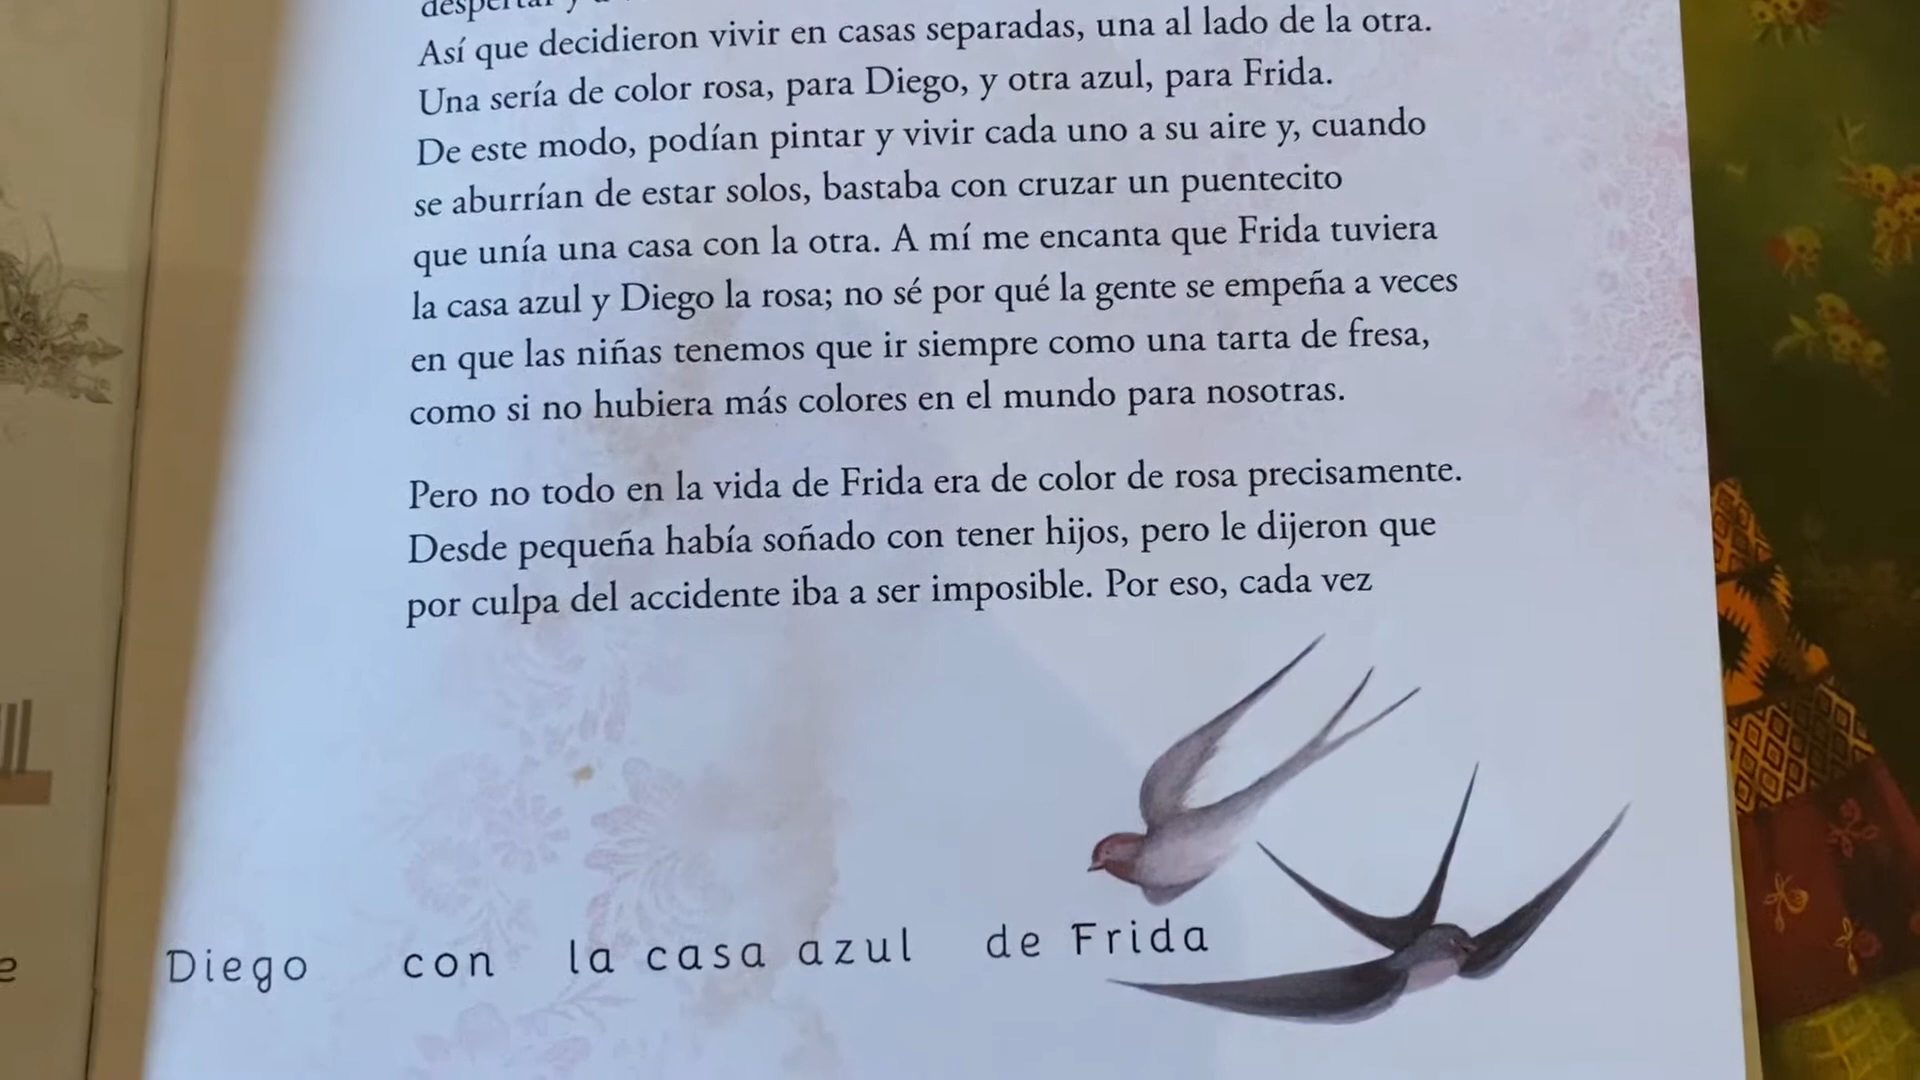 despertar y
Así que decidieron vivir en casas separadas, una al lado de la otra.
Una sería de color rosa, para Diego, y otra azul, para Frida.
De este modo, podían pintar y vivir cada uno a su aire y, cuando
se aburrían de estar solos, bastaba con cruzar un puentecito
que unía una casa con la otra. A mí me encanta que Frida tuviera
la casa azul y Diego la rosa; no sé por qué la gente se empeña a veces
en que las niñas tenemos que ir siempre como una tarta de fresa,
como si no hubiera más colores en el mundo para nosotras.
Pero no todo en la vida de Frida era de color de rosa precisamente.
Desde pequeña había soñado con tener hijos, pero le dijeron que
por culpa del accidente iba a ser imposible. Por eso, cada vez
Diego con la casa azul de Frida